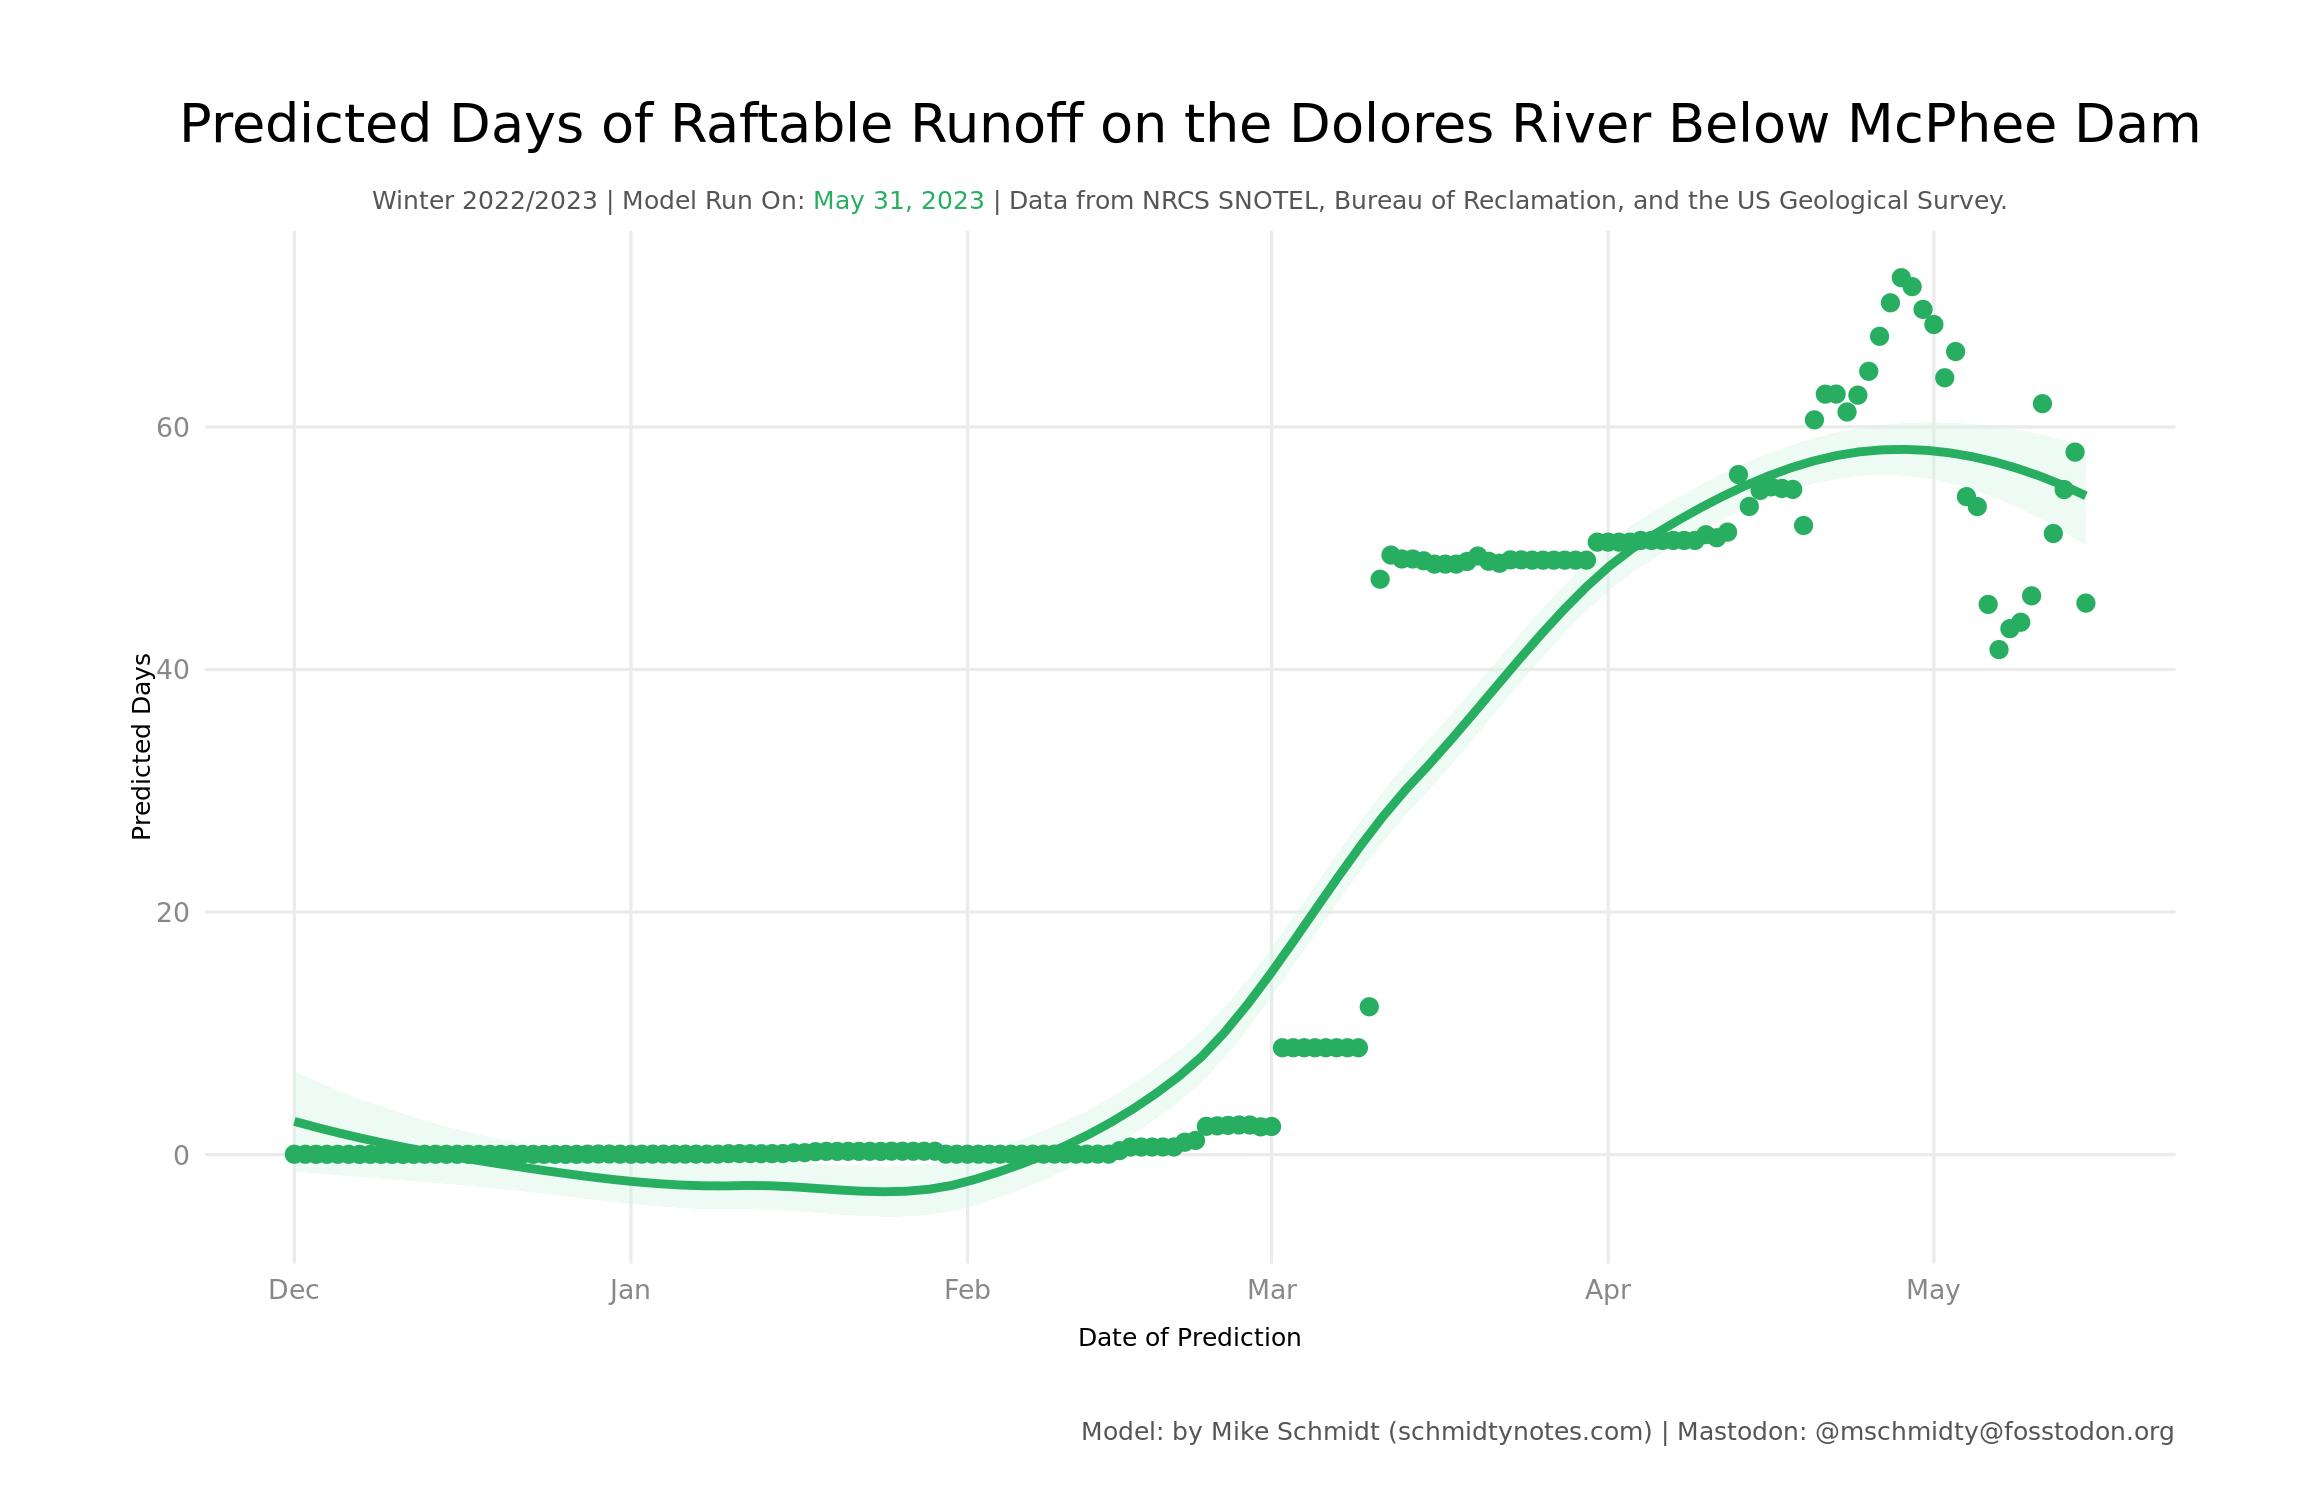 Predicted Days of Raftable Runoff on the Dolores River Below McPhee Dam
Winter 2022/2023 | Model Run On: May 31, 2023 | Data from NRCS SNOTEL, Bureau of Reclamation, and the US Geological Survey.
Predicted Days
60
40
20
0
Dec Jan Feb Mar Apr May
Date of Prediction
Model: by Mike Schmidt (schmidtynotes.com) | Mastodon: @mschmidty@fosstodon.org